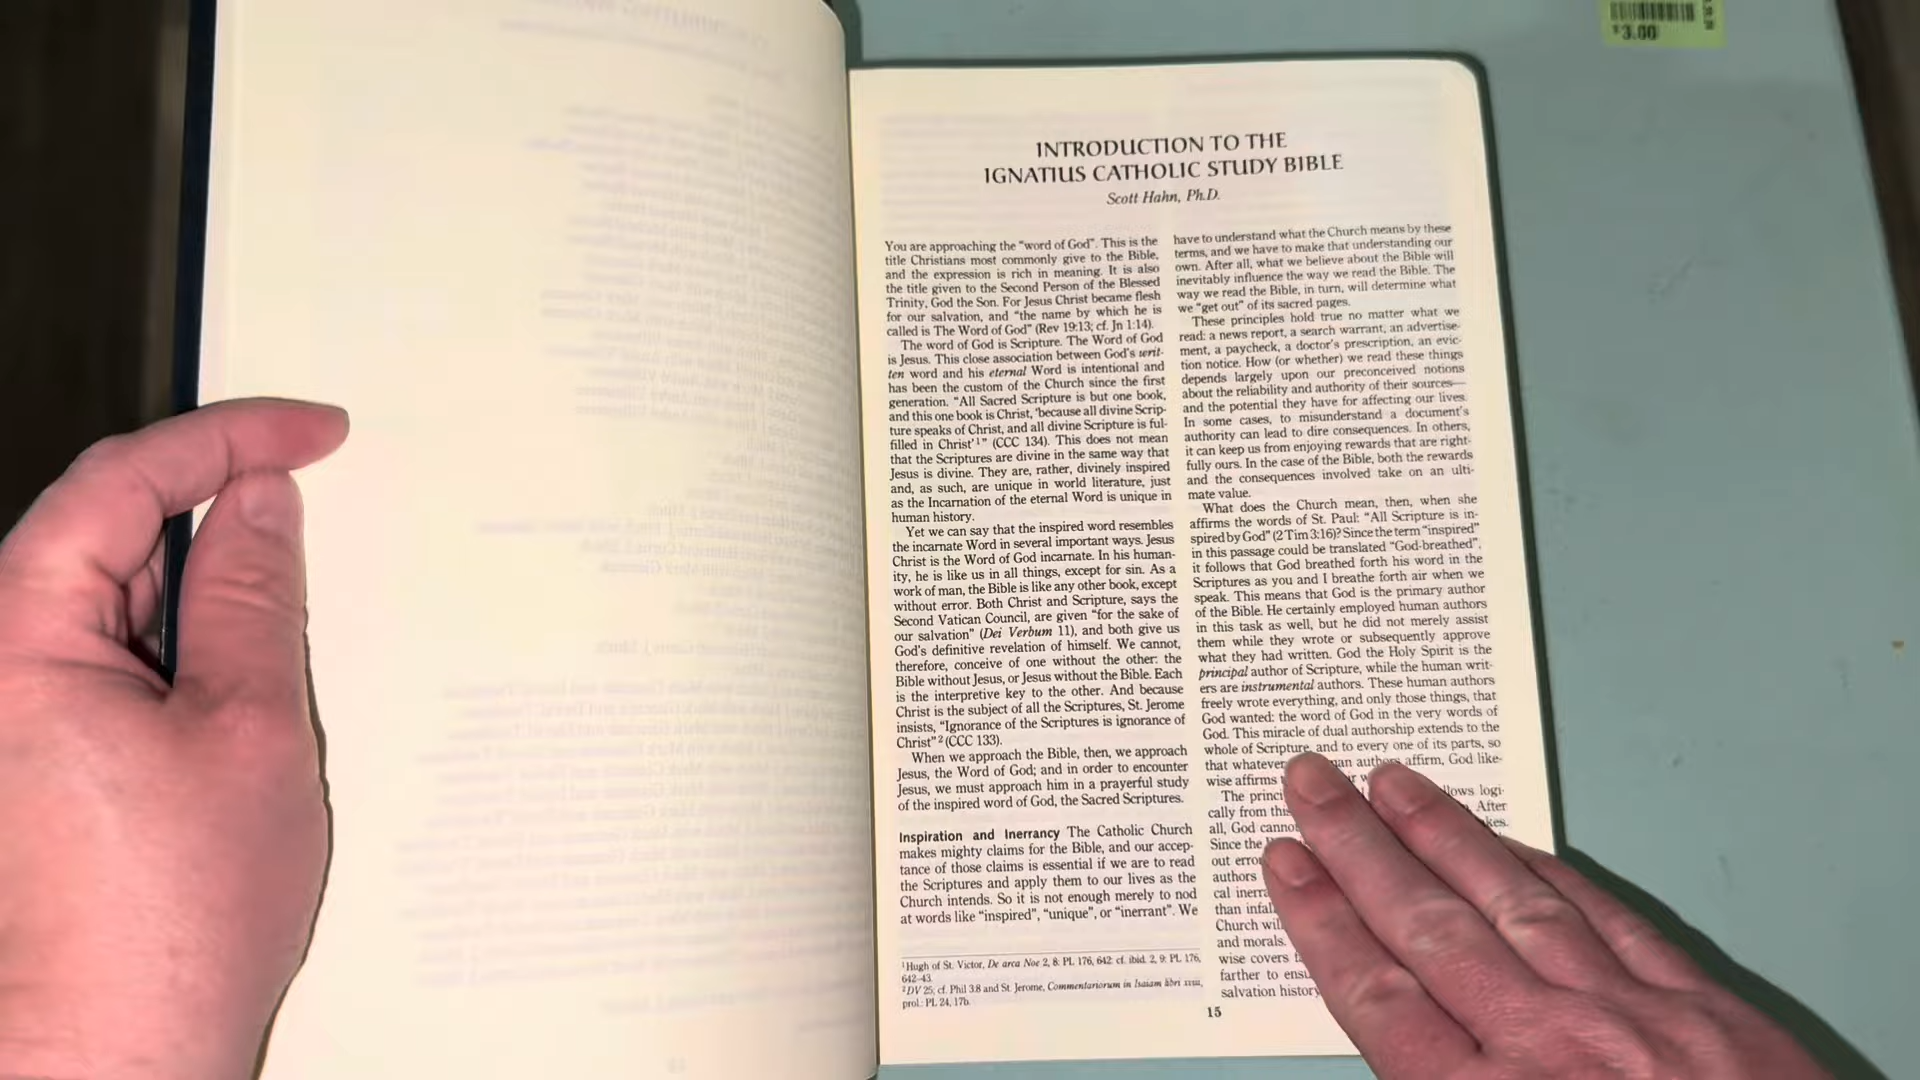 $3.00
INTRODUCTION TO THE
IGNATIUS CATHOLIC STUDY BIBLE
Scott Hahn, Ph.D.
You are approaching the “word of God”. This is the
title Christians most commonly give to the Bible,
and the expression is rich in meaning. It is also
the title given to the Second Person of the Blessed
Trinity, God the Son. For Jesus Christ became flesh
for our salvation, and “the name by which he is
called is The Word of God” (Rev 19:13; cf. Jn 1:14).
The word of God is Scripture. The Word of God
is Jesus. This close association between God's writ-
ten word and his eternal Word is intentional and
has been the custom of the Church since the first
generation. “All Sacred Scripture is but one book,
and this one book is Christ, ‘because all divine Scrip-
ture speaks of Christ, and all divine Scripture is ful-
filled in Christ’¹” (CCC 134). This does not mean
that the Scriptures are divine in the same way that
Jesus is divine. They are, rather, divinely inspired
and, as such, are unique in world literature, just
as the Incarnation of the eternal Word is unique in
human history.
Yet we can say that the inspired word resembles
the incarnate Word in several important ways. Jesus
Christ is the Word of God incarnate. In his human-
ity, he is like us in all things, except for sin. As a
work of man, the Bible is like any other book, except
without error. Both Christ and Scripture, says the
Second Vatican Council, are given “for the sake of
our salvation” (Dei Verbum 11), and both give us
God's definitive revelation of himself. We cannot,
therefore, conceive of one without the other: the
Bible without Jesus, or Jesus without the Bible. Each
is the interpretive key to the other. And because
Christ is the subject of all the Scriptures, St. Jerome
insists, “Ignorance of the Scriptures is ignorance of
Christ”² (CCC 133).
When we approach the Bible, then, we approach
Jesus, the Word of God; and in order to encounter
Jesus, we must approach him in a prayerful study
of the inspired word of God, the Sacred Scriptures.
Inspiration and Inerrancy The Catholic Church
makes mighty claims for the Bible, and our accep-
tance of those claims is essential if we are to read
the Scriptures and apply them to our lives as the
Church intends. So it is not enough merely to nod
at words like “inspired”, “unique”, or “inerrant”. We
¹Hugh of St. Victor, De arca Noe 2, 8: PL 176, 642: cf. ibid. 2, 9: PL 176,
642-43.
²DV 25; cf. Phil 3:8 and St. Jerome, Commentariorum in Isaiam libri xviii,
prol.: PL 24, 17b.
have to understand what the Church means by these
terms, and we have to make that understanding our
own. After all, what we believe about the Bible will
inevitably influence the way we read the Bible. The
way we read the Bible, in turn, will determine what
we “get out” of its sacred pages.
These principles hold true no matter what we
read: a news report, a search warrant, an advertise-
ment, a paycheck, a doctor's prescription, an evic-
tion notice. How (or whether) we read these things
depends largely upon our preconceived notions
about the reliability and authority of their sources—
and the potential they have for affecting our lives.
In some cases, to misunderstand a document's
authority can lead to dire consequences. In others,
it can keep us from enjoying rewards that are right-
fully ours. In the case of the Bible, both the rewards
and the consequences involved take on an ulti-
mate value.
What does the Church mean, then, when she
affirms the words of St. Paul: “All Scripture is in-
spired by God” (2 Tim 3:16)? Since the term “inspired”
in this passage could be translated “God-breathed”,
it follows that God breathed forth his word in the
Scriptures as you and I breathe forth air when we
speak. This means that God is the primary author
of the Bible. He certainly employed human authors
in this task as well, but he did not merely assist
them while they wrote or subsequently approve
what they had written. God the Holy Spirit is the
principal author of Scripture, while the human writ-
ers are instrumental authors. These human authors
freely wrote everything, and only those things, that
God wanted: the word of God in the very words of
God. This miracle of dual authorship extends to the
whole of Scripture, and to every one of its parts, so
that whatever authors affirm, God like-
wise affirms
The logi-
cally from this After
all, God
Since the
out
authors
cal
than
Church
and morals.
wise covers
farther to
salvation history
15